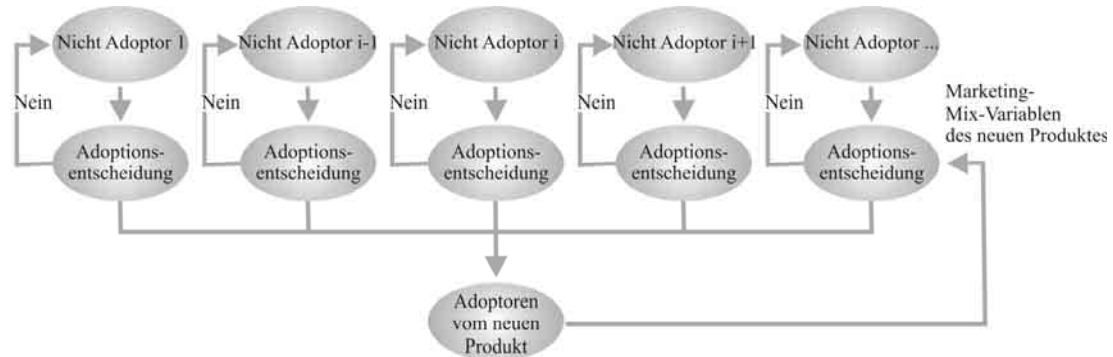 Nicht Adoptor 1
Nicht Adoptor i-1
Nicht Adoptor i
Nicht Adoptor i+1
Nicht Adoptor ...
Nein
Nein
Nein
Nein
Nein
Marketing-
Mix-Variablen
des neuen Produktes
Adoptions-
entscheidung
Adoptions-
entscheidung
Adoptions-
entscheidung
Adoptions-
entscheidung
Adoptions-
entscheidung
Adoptoren
vom neuen
Produkt